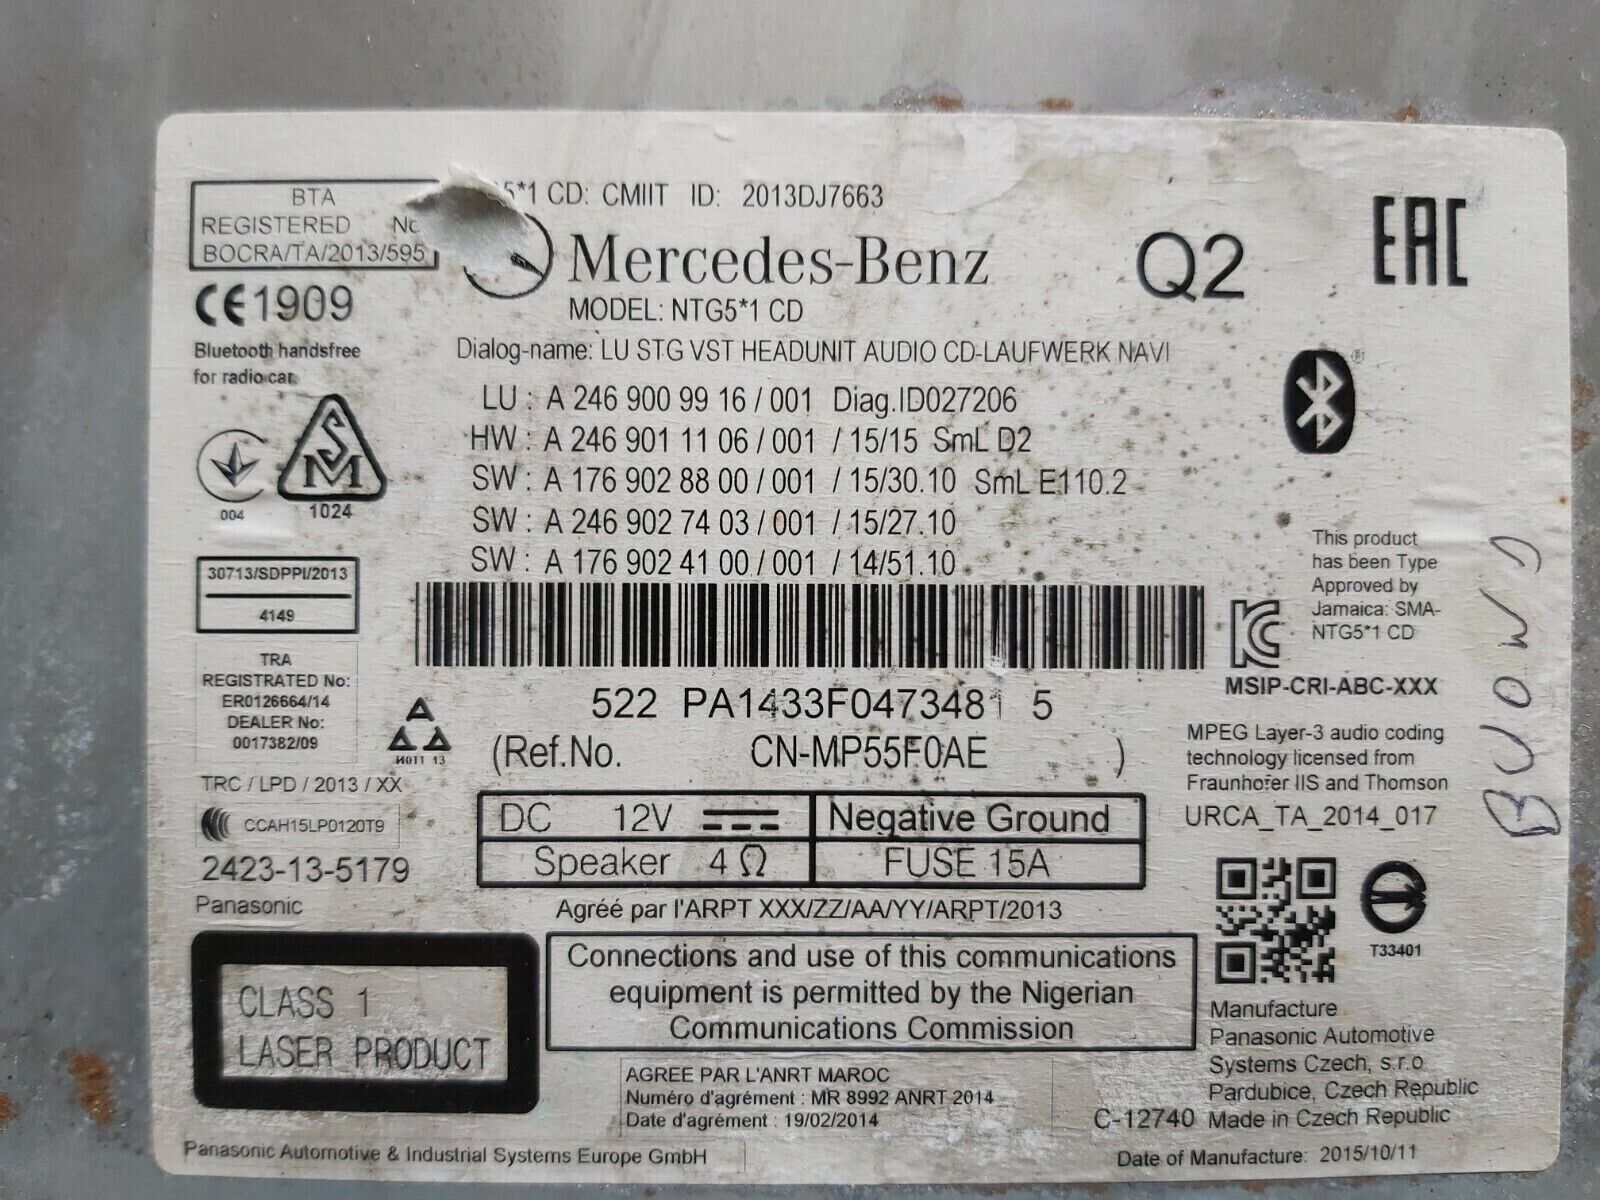 5*1 CD: CMIIT ID: 2013DJ7663
BTA
REGISTERED
BOCRA/TA/2013/595
Mercedes-Benz
Q2
EAC
MODEL: NTG5*1 CD
CE1909
Bluetooth handsfree
for radio car.
Dialog-name: LU STG VST HEADUNIT AUDIO CD-LAUFWERK NAVI
LU : A 246 900 99 16 / 001 Diag.ID027206
HW : A 246 901 11 06 / 001 / 15/15 SmL D2
SW : A 176 902 88 00 / 001 / 15/30.10 SmL E110.2
SW : A 246 902 74 03 / 001 / 15/27.10
SW : A 176 902 41 00 / 001 / 14/51.10
004
SM
1024
30713/SDPPI/2013
4149
TRA
REGISTRATED No:
ER0126664/14
DEALER No:
0017382/09
И011 13
522 PA1433F0473481 5
(Ref.No. CN-MP55F0AE )
This product
has been Type
Approved by
Jamaica: SMA-
NTG5*1 CD
MSIP-CRI-ABC-XXX
MPEG Layer-3 audio coding
technology licensed from
Fraunhofer IIS and Thomson
URCA_TA_2014_017
TRC / LPD / 2013 / XX
CCAH15LP0120T9
2423-13-5179
Panasonic
DC 12V
Negative Ground
Speaker 4 Ω
FUSE 15A
Agréé par l'ARPT XXX/ZZ/AA/YY/ARPT/2013
CLASS 1
LASER PRODUCT
Connections and use of this communications
equipment is permitted by the Nigerian
Communications Commission
T33401
Manufacture
Panasonic Automotive
Systems Czech, s.r.o
Pardubice, Czech Republic
C-12740 Made in Czech Republic
AGREE PAR L'ANRT MAROC
Numéro d'agrément : MR 8992 ANRT 2014
Date d'agrément : 19/02/2014
Panasonic Automotive & Industrial Systems Europe GmbH
Date of Manufacture: 2015/10/11